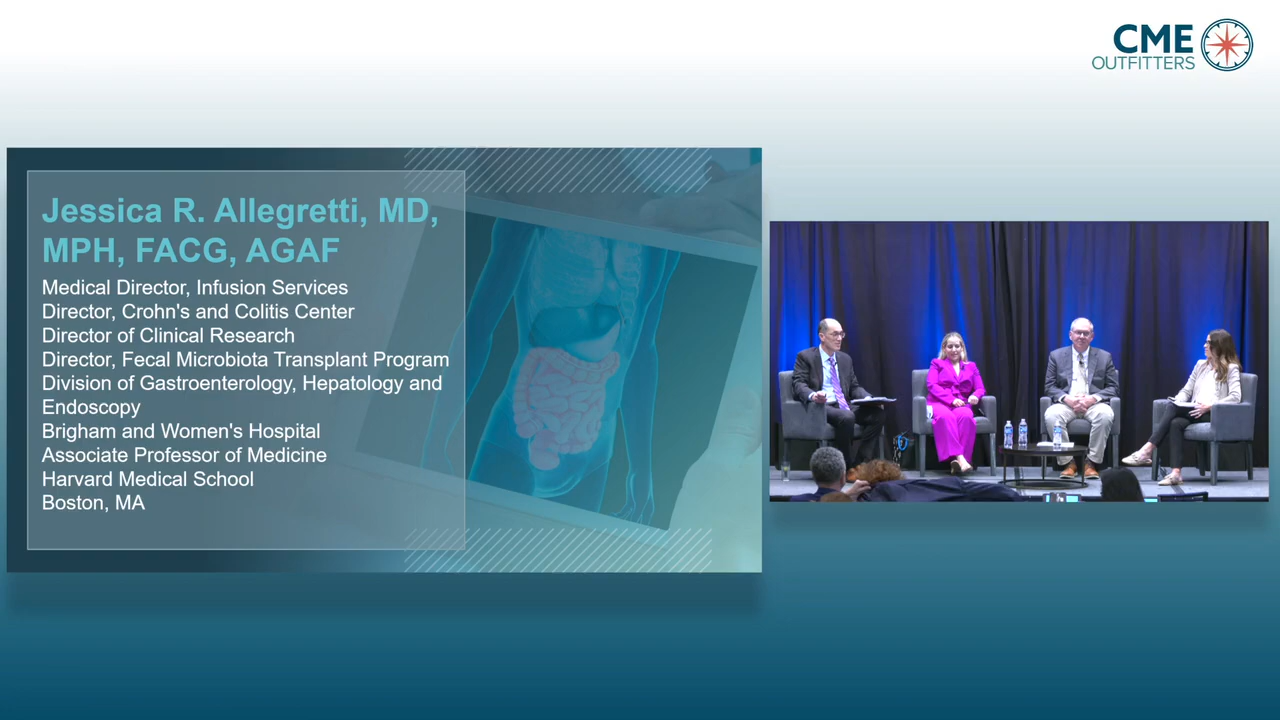 CME
OUTFITTERS
Jessica R. Allegretti, MD,
MPH, FACG, AGAF
Medical Director, Infusion Services
Director, Crohn's and Colitis Center
Director of Clinical Research
Director, Fecal Microbiota Transplant Program
Division of Gastroenterology, Hepatology and
Endoscopy
Brigham and Women's Hospital
Associate Professor of Medicine
Harvard Medical School
Boston, MA